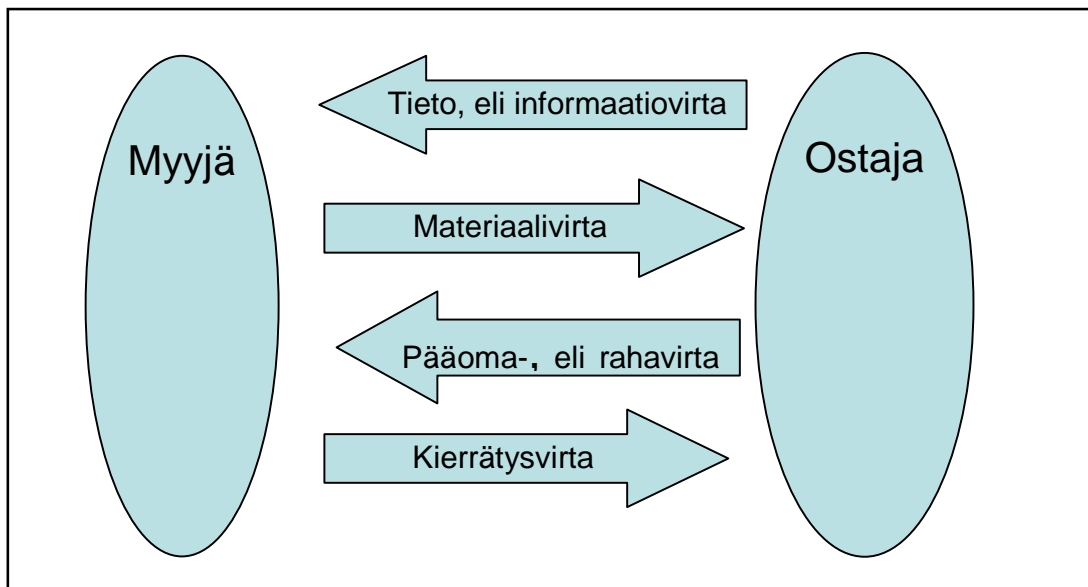 Myyjä
Tieto, eli informaatiovirta
Ostaja
Materiaalivirta
Pääoma-, eli rahavirta
Kierrätysvirta